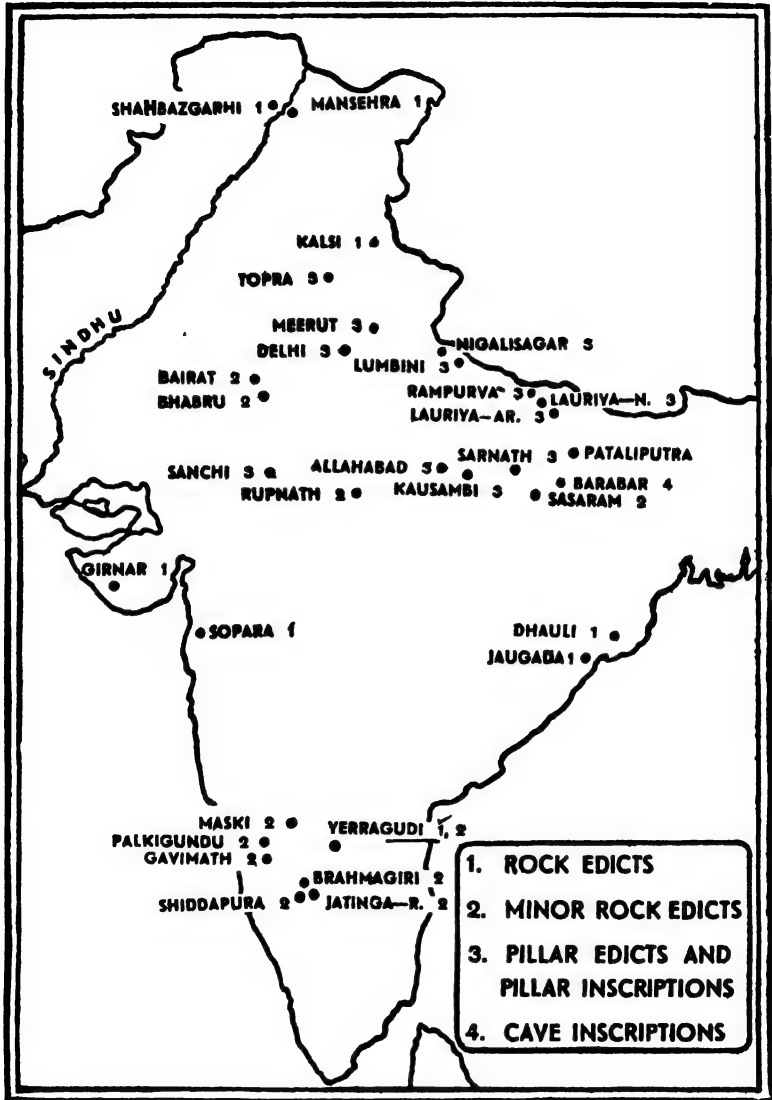 SHAHBAZGARHI 1 MANSEHRA 1
KALSI 1
TOPRA 3
SINDHU
MEERUT 3
DELHI 3
NIGALISAGAR 3
LUMBINI 3
BAIRAT 2
BHABRU 2
RAMPURVA 3
LAURIYA—N. 3
LAURIYA—AR. 3
SARNATH 3 PATALIPUTRA
SANCHI 3 ALLAHABAD 3
BARABAR 4
RUPNATH 2 KAUSAMBI 3
SASARAM 2
GIRNAR 1
SOPARA 1
DHAULI 1
JAUGADA 1
MASKI 2 YERRAGUDI 1, 2
PALKIGUNDU 2
GAVIMATH 2
BRAHMAGIRI 2
SHIDDAPURA 2 JATINGA—R. 2
1. ROCK EDICTS
2. MINOR ROCK EDICTS
3. PILLAR EDICTS AND
PILLAR INSCRIPTIONS
4. CAVE INSCRIPTIONS